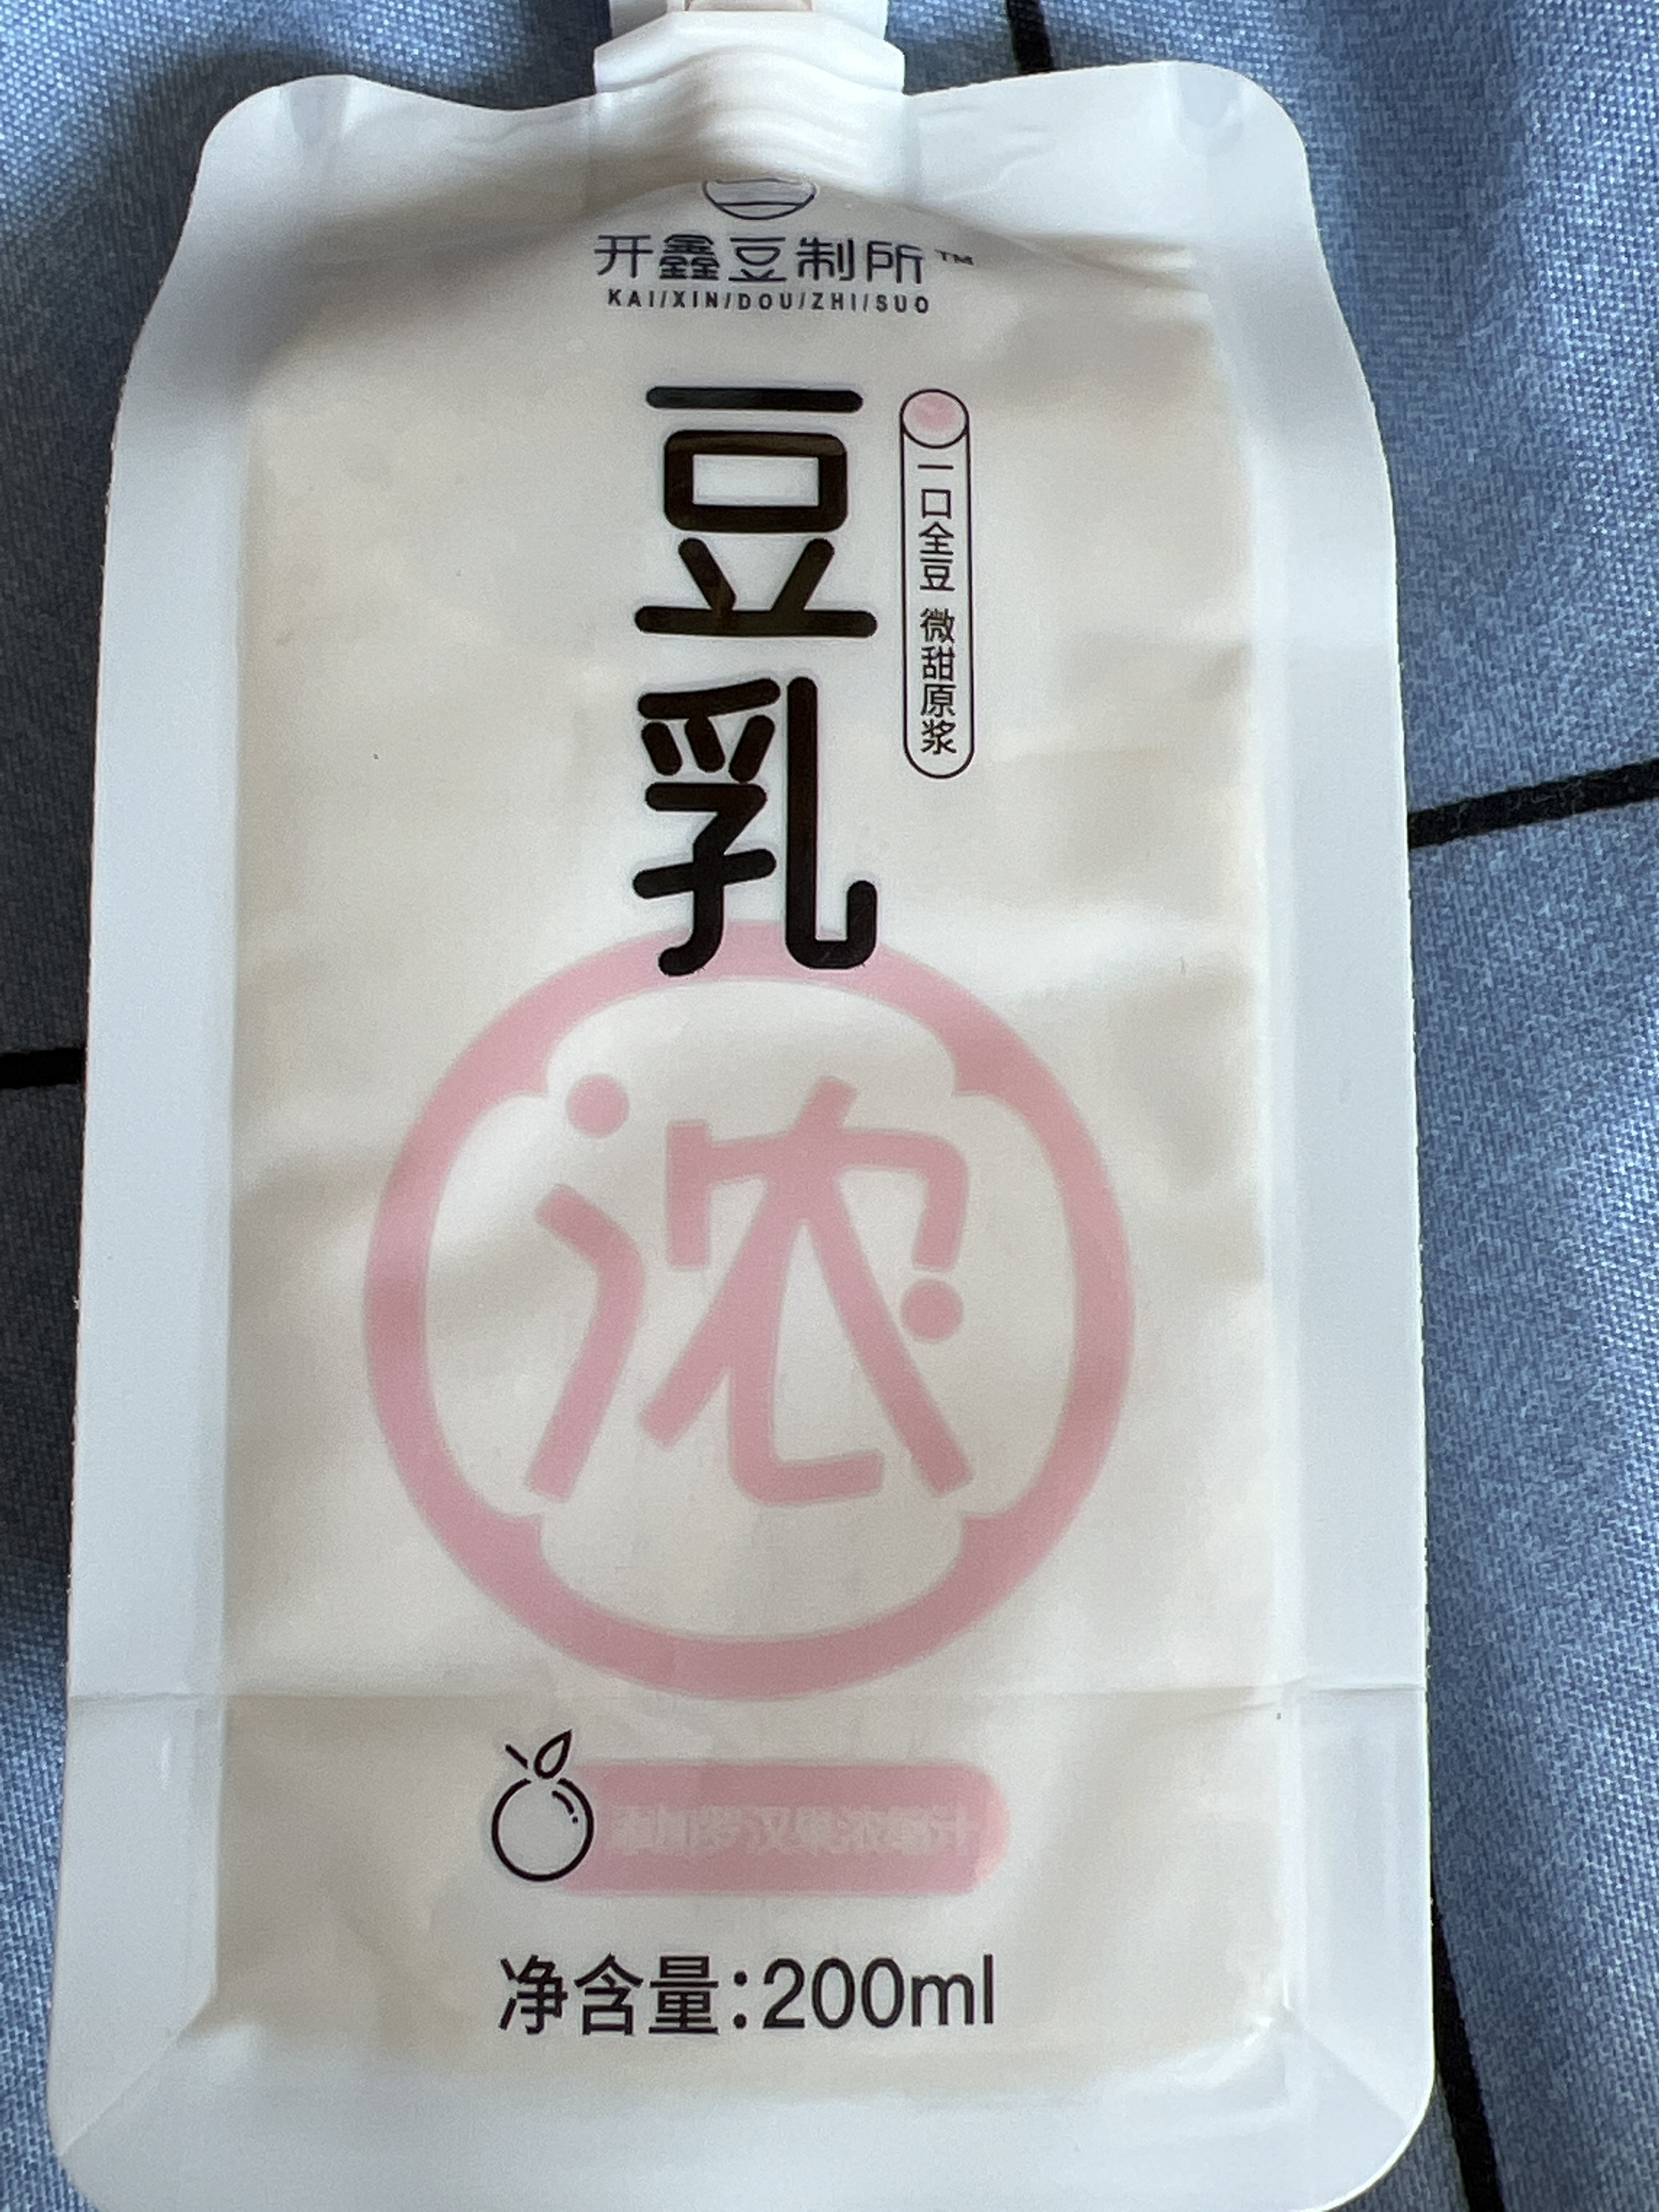 开鑫豆制所™
KAI/XIN/DOU/ZHI/SUO
豆乳
一口全豆 微甜原浆
浓
净含量:200ml